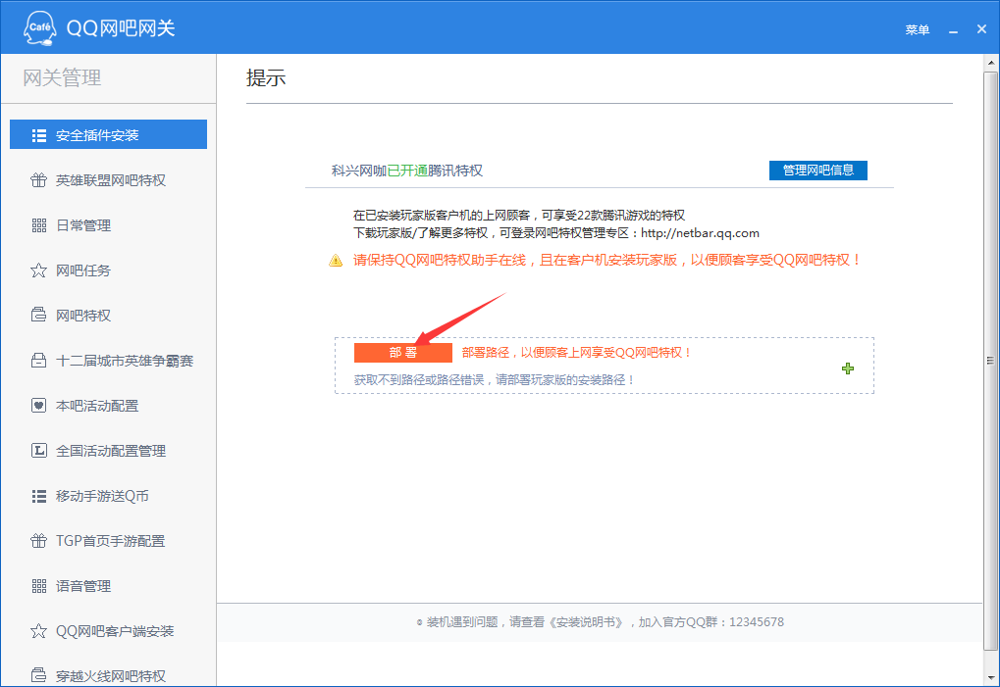 Café QQ网吧网关
菜单
网关管理
安全插件安装
英雄联盟网吧特权
日常管理
网吧任务
网吧特权
十二届城市英雄争霸赛
本吧活动配置
全国活动配置管理
移动手游送Q币
TGP首页手游配置
语音管理
QQ网吧客户端安装
穿越火线网吧特权
提示
科兴网咖已开通腾讯特权
管理网吧信息
在已安装玩家版客户机的上网顾客，可享受22款腾讯游戏的特权
下载玩家版/了解更多特权，可登录网吧特权管理专区：http://netbar.qq.com
请保持QQ网吧特权助手在线，且在客户机安装玩家版，以便顾客享受QQ网吧特权！
部 署 部署路径，以便顾客上网享受QQ网吧特权！
获取不到路径或路径错误，请部署玩家版的安装路径！
装机遇到问题，请查看《安装说明书》，加入官方QQ群：12345678